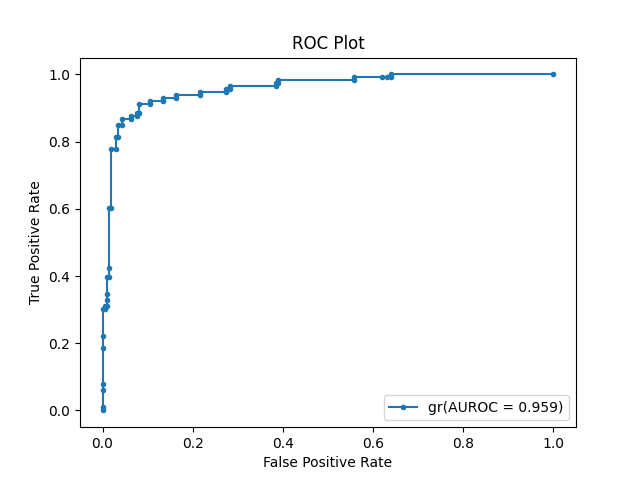 ROC Plot
True Positive Rate
1.0
0.8
0.6
0.4
0.2
0.0
0.0 0.2 0.4 0.6 0.8 1.0
False Positive Rate
gr(AUROC = 0.959)